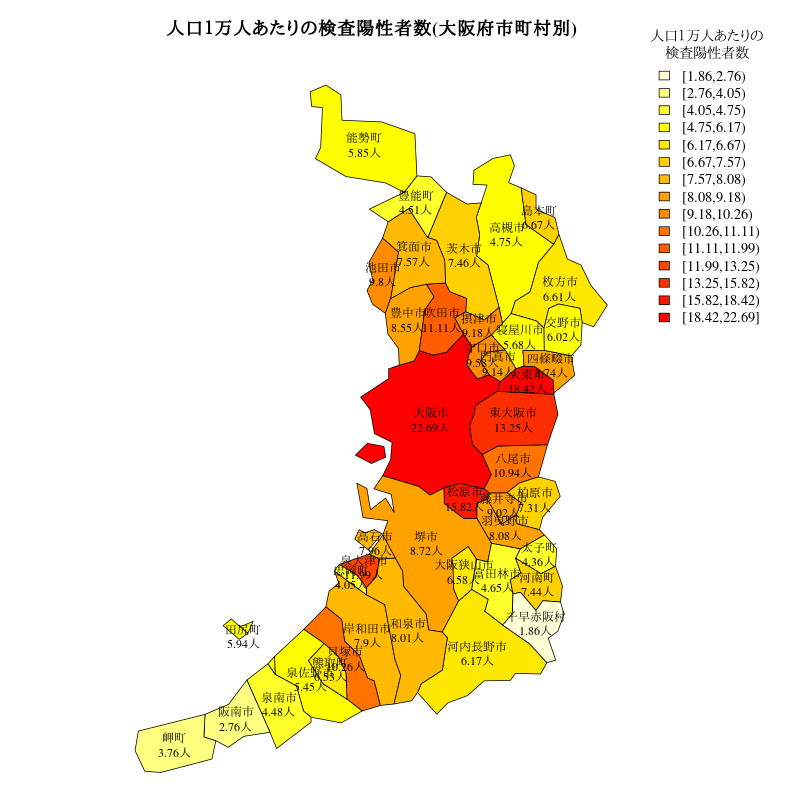 人口1万人あたりの検査陽性者数(大阪府市町村別)
人口1万人あたりの
検査陽性者数
[1.86,2.76)
[2.76,4.05)
[4.05,4.75)
[4.75,6.17)
[6.17,6.67)
[6.67,7.57)
[7.57,8.08)
[8.08,9.18)
[9.18,10.26)
[10.26,11.11)
[11.11,11.99)
[11.99,13.25)
[13.25,15.82)
[15.82,18.42)
[18.42,22.69]
能勢町
5.85人
豊能町
4.51人
島本町
6.67人
高槻市
4.75人
箕面市
7.57人
茨木市
7.46人
池田市
9.8人
枚方市
6.61人
豊中市
8.55人
吹田市
11.11人
摂津市
9.18人
寝屋川市
5.68人
交野市
6.02人
守口市
9.58人
門真市
9.14人
四條畷市
8.74人
大東市
18.42人
大阪市
22.69人
東大阪市
13.25人
八尾市
10.94人
松原市
15.82人
藤井寺市
9.02人
柏原市
7.31人
羽曳野市
8.08人
高石市
7.96人
堺市
8.72人
太子町
4.36人
泉大津市
11.99人
忠岡町
4.05人
大阪狭山市
6.58人
富田林市
4.65人
河南町
7.44人
千早赤阪村
1.86人
田尻町
5.94人
岸和田市
7.9人
和泉市
8.01人
河内長野市
6.17人
貝塚市
10.26人
熊取町
6.53人
泉佐野市
5.45人
泉南市
4.48人
阪南市
2.76人
岬町
3.76人